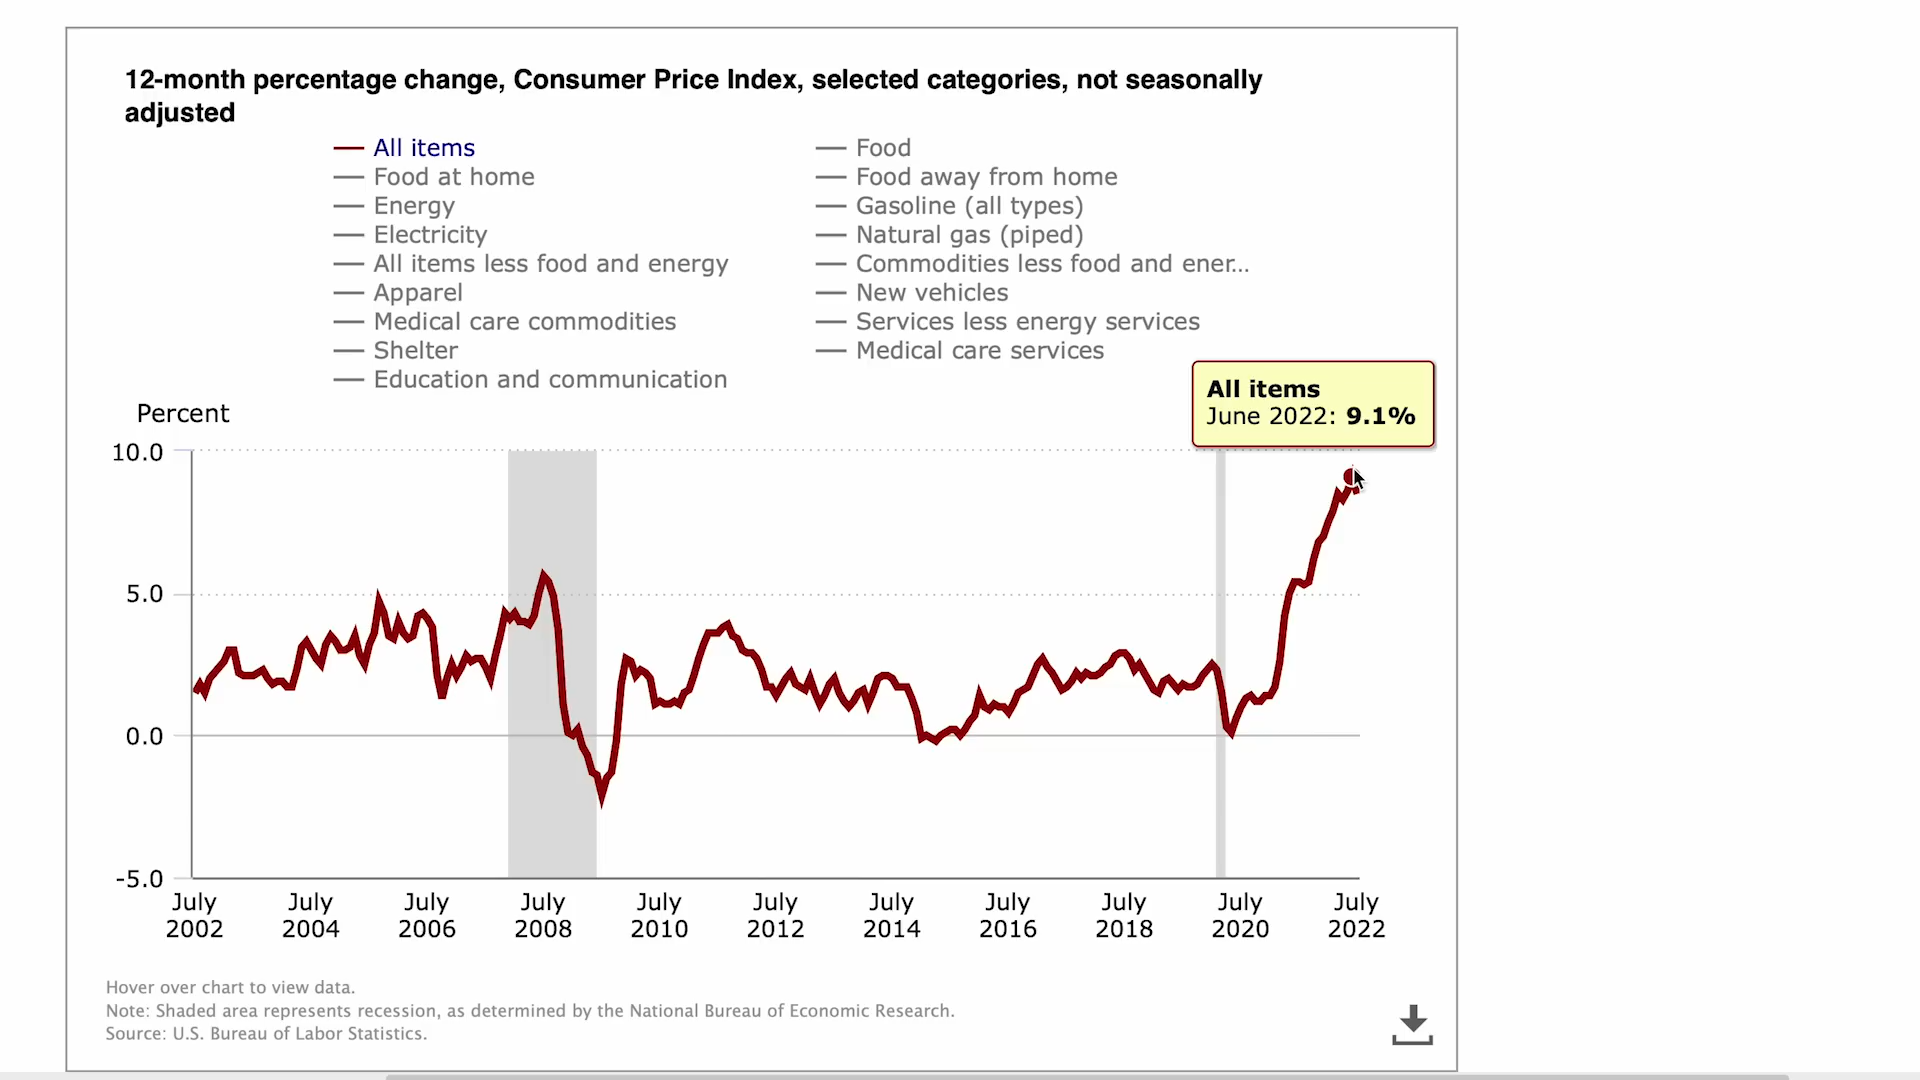 12-month percentage change, Consumer Price Index, selected categories, not seasonally
adjusted
All items
Food
Food at home
Food away from home
Energy
Gasoline (all types)
Electricity
Natural gas (piped)
All items less food and energy
Commodities less food and ener...
Apparel
New vehicles
Medical care commodities
Services less energy services
Shelter
Medical care services
Education and communication
All items
June 2022: 9.1%
Percent
10.0
5.0
0.0
-5.0
July 2002
July 2004
July 2006
July 2008
July 2010
July 2012
July 2014
July 2016
July 2018
July 2020
July 2022
Hover over chart to view data.
Note: Shaded area represents recession, as determined by the National Bureau of Economic Research.
Source: U.S. Bureau of Labor Statistics.